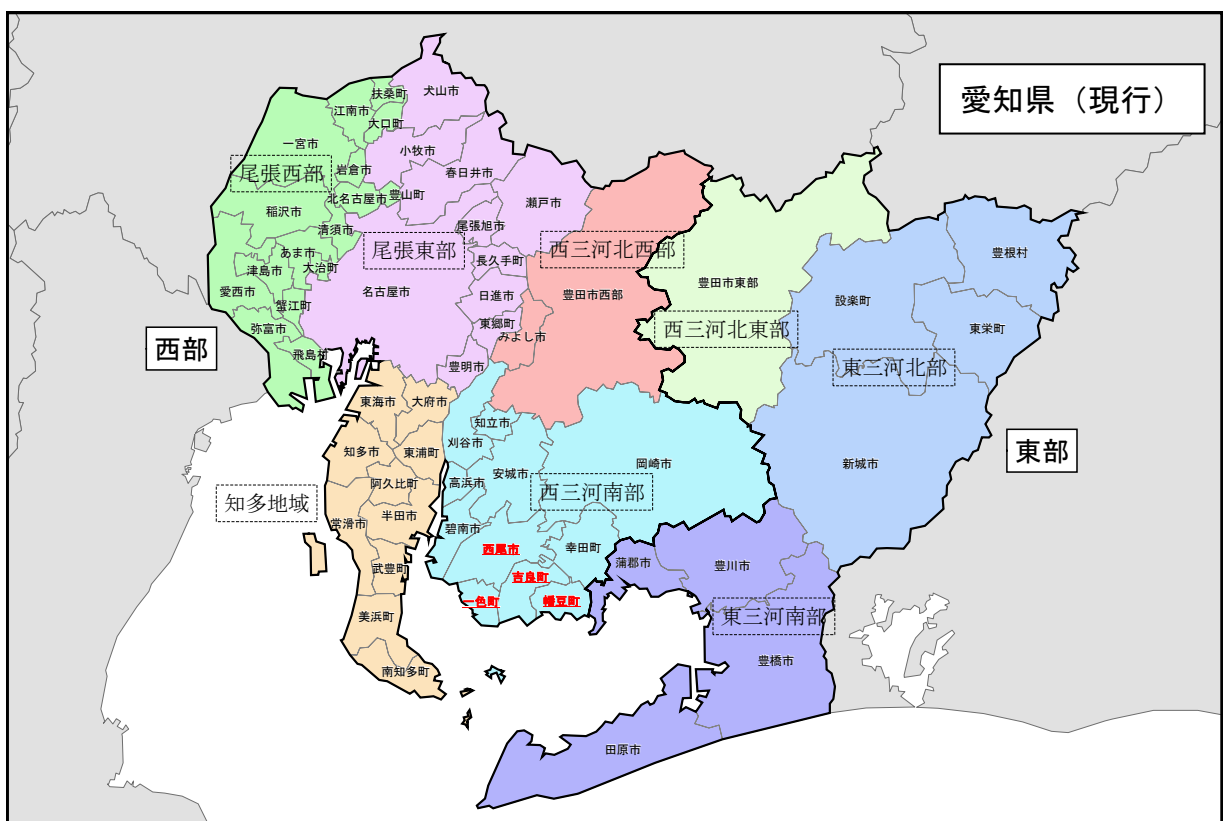 愛知県（現行）
扶桑町
犬山市
江南市
大口町
一宮市
小牧市
岩倉市
尾張西部
春日井市
北名古屋市
豊山町
瀬戸市
稲沢市
清須市
尾張旭市
尾張東部
西三河北西部
あま市
大治町
長久手町
津島市
豊根村
愛西市
名古屋市
日進市
豊田市西部
豊田市東部
設楽町
蟹江町
弥富市
東郷町
みよし市
西三河北東部
東栄町
西部
飛島村
豊明市
東三河北部
東海市
大府市
知立市
刈谷市
知多市
東浦町
岡崎市
新城市
東部
安城市
高浜市
阿久比町
西三河南部
知多地域
常滑市
半田市
碧南市
西尾市
幸田町
蒲郡市
豊川市
武豊町
吉良町
一色町
幡豆町
美浜町
東三河南部
豊橋市
南知多町
田原市